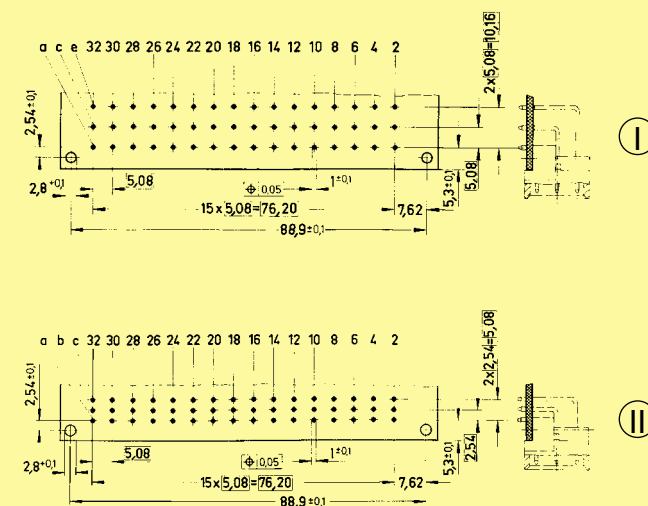 a c e 32 30 28 26 24 22 20 18 16 14 12 10 8 6 4 2
2x5,08=10,16
2,54±0,1
I
2,8+0,1
5,08
⌖ 0,05
1±0,1
7,62
5,3±0,1
5,08
15x5,08=76,20
88,9±0,1
a b c 32 30 28 26 24 22 20 18 16 14 12 10 8 6 4 2
2x2,54=5,08
2,54±0,1
II
2,8+0,1
5,08
⌖ 0,05
1±0,1
5,3±0,1
2,54
15x5,08=76,20
7,62
88,9±0,1